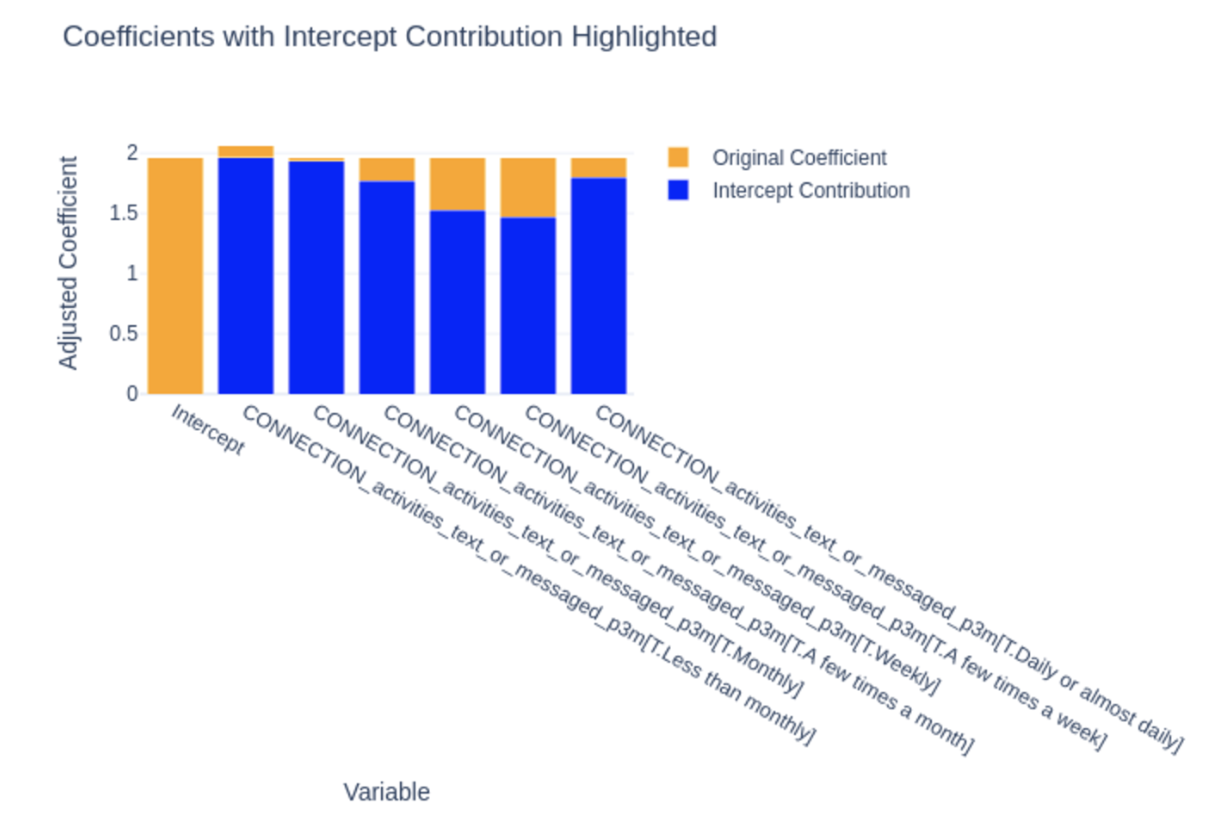 Coefficients with Intercept Contribution Highlighted
Adjusted Coefficient
2
1.5
1
0.5
0
Original Coefficient
Intercept Contribution
Intercept
CONNECTION_activities_text_or_messaged_p3m[T.Less than monthly]
CONNECTION_activities_text_or_messaged_p3m[T.Monthly]
CONNECTION_activities_text_or_messaged_p3m[T.A few times a month]
CONNECTION_activities_text_or_messaged_p3m[T.Weekly]
CONNECTION_activities_text_or_messaged_p3m[T.A few times a week]
CONNECTION_activities_text_or_messaged_p3m[T.Daily or almost daily]
Variable